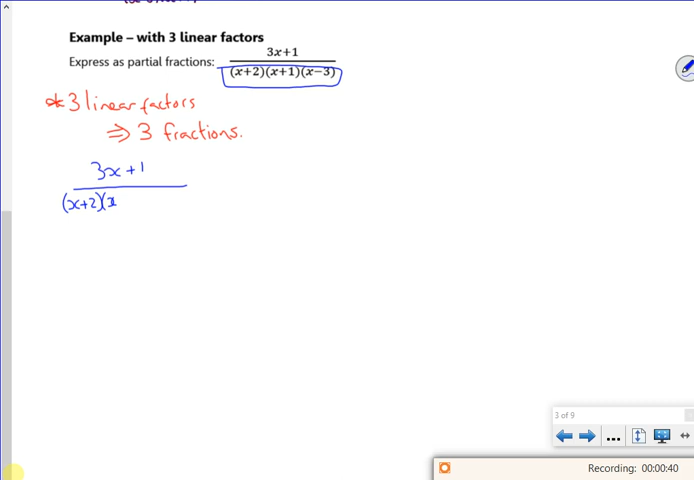 Example – with 3 linear factors
3x+1
Express as partial fractions:
(x+2)(x+1)(x−3)
* 3 linear factors
⇒ 3 fractions.
3x+1
(x+2)(x
3 of 9
Recording: 00:00:40